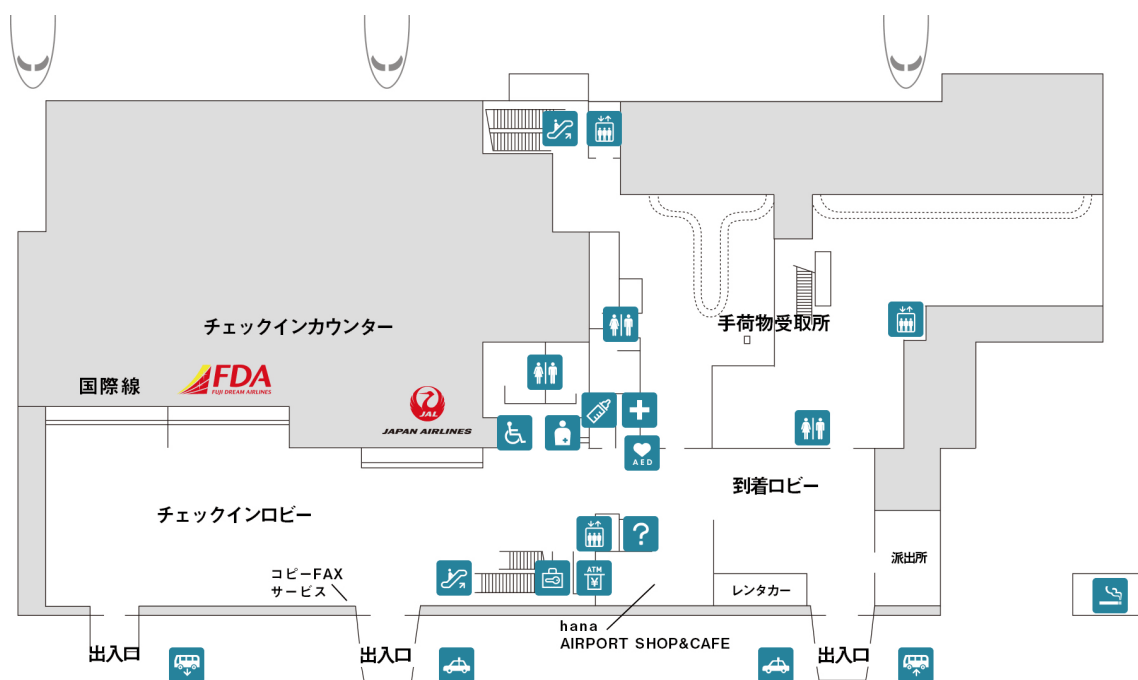 チェックインカウンター
手荷物受取所
国際線
FDA
FUJI DREAM AIRLINES
JAL
JAPAN AIRLINES
AED
到着ロビー
チェックインロビー
?
派出所
コピーFAX
サービス
ATM
¥
レンタカー
hana
AIRPORT SHOP&CAFE
出入口
出入口
出入口